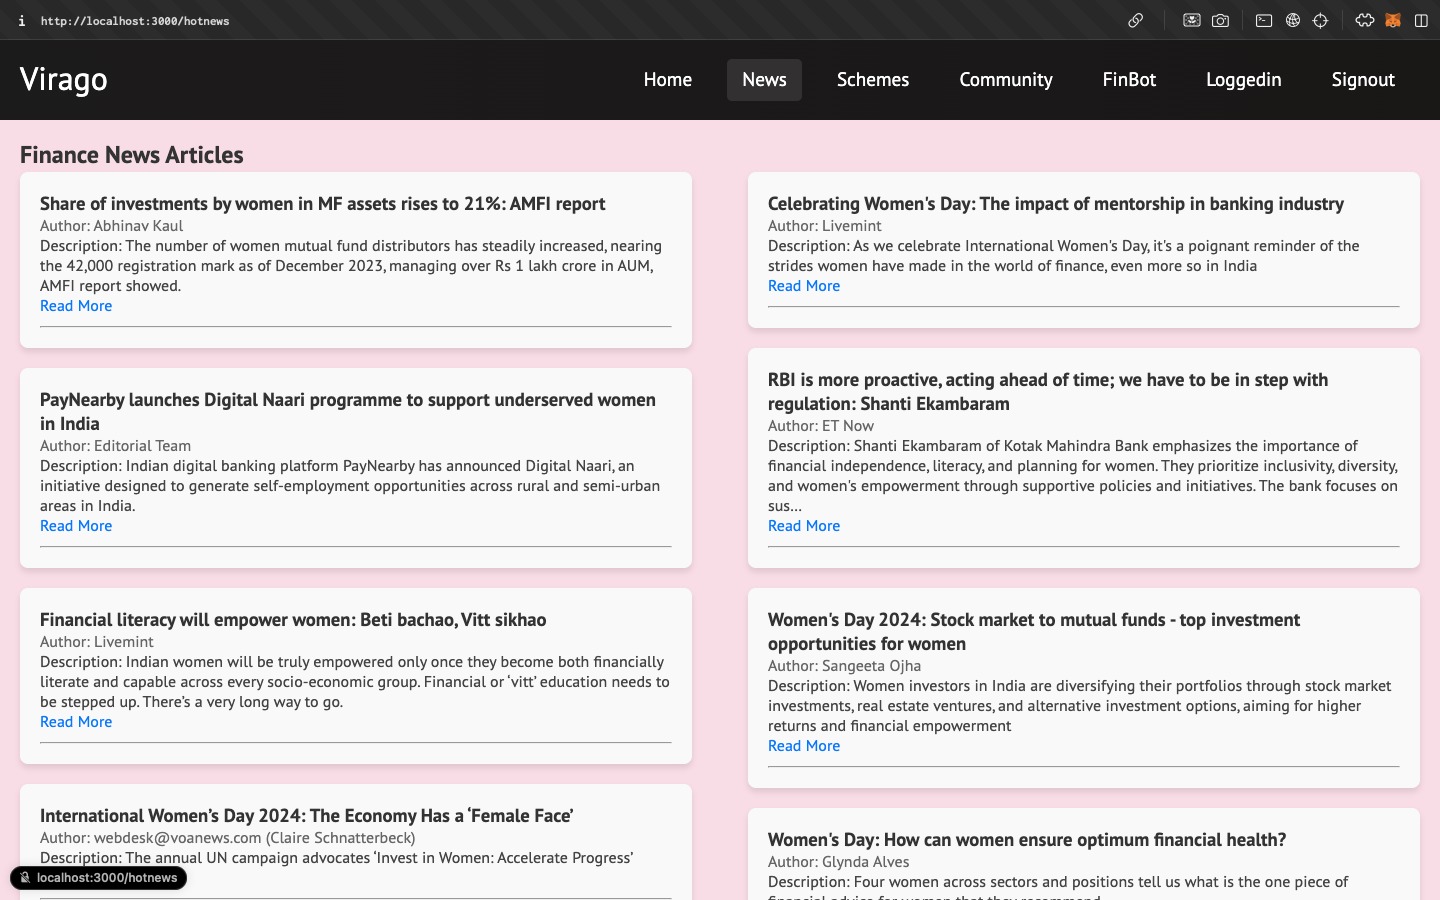 http://localhost:3000/hotnews
Virago
Home
News
Schemes
Community
FinBot
Loggedin
Signout
Finance News Articles
Share of investments by women in MF assets rises to 21%: AMFI report
Author: Abhinav Kaul
Description: The number of women mutual fund distributors has steadily increased, nearing
the 42,000 registration mark as of December 2023, managing over Rs 1 lakh crore in AUM,
AMFI report showed.
Read More
PayNearby launches Digital Naari programme to support underserved women
in India
Author: Editorial Team
Description: Indian digital banking platform PayNearby has announced Digital Naari, an
initiative designed to generate self-employment opportunities across rural and semi-urban
areas in India.
Read More
Financial literacy will empower women: Beti bachao, Vitt sikhao
Author: Livemint
Description: Indian women will be truly empowered only once they become both financially
literate and capable across every socio-economic group. Financial or ‘vitt’ education needs to
be stepped up. There’s a very long way to go.
Read More
International Women’s Day 2024: The Economy Has a ‘Female Face’
Author: webdesk@voanews.com (Claire Schnatterbeck)
Description: The annual UN campaign advocates ‘Invest in Women: Accelerate Progress’
localhost:3000/hotnews
Celebrating Women's Day: The impact of mentorship in banking industry
Author: Livemint
Description: As we celebrate International Women's Day, it's a poignant reminder of the
strides women have made in the world of finance, even more so in India
Read More
RBI is more proactive, acting ahead of time; we have to be in step with
regulation: Shanti Ekambaram
Author: ET Now
Description: Shanti Ekambaram of Kotak Mahindra Bank emphasizes the importance of
financial independence, literacy, and planning for women. They prioritize inclusivity, diversity,
and women's empowerment through supportive policies and initiatives. The bank focuses on
sus...
Read More
Women's Day 2024: Stock market to mutual funds - top investment
opportunities for women
Author: Sangeeta Ojha
Description: Women investors in India are diversifying their portfolios through stock market
investments, real estate ventures, and alternative investment options, aiming for higher
returns and financial empowerment
Read More
Women's Day: How can women ensure optimum financial health?
Author: Glynda Alves
Description: Four women across sectors and positions tell us what is the one piece of
financial advice for women that they recommend